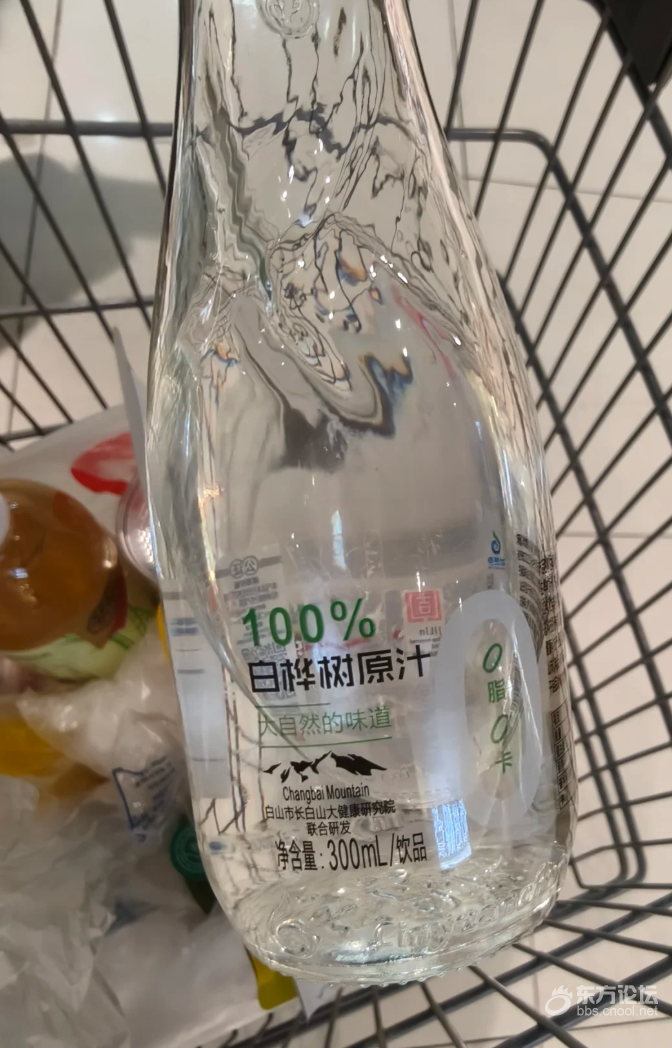 100%
白桦树原汁
大自然的味道
Changbai Mountain
白山市长白山大健康研究院
联合研发
净含量:300mL/饮品
0
脂
0
卡
东方论坛
bbs.cnool.net